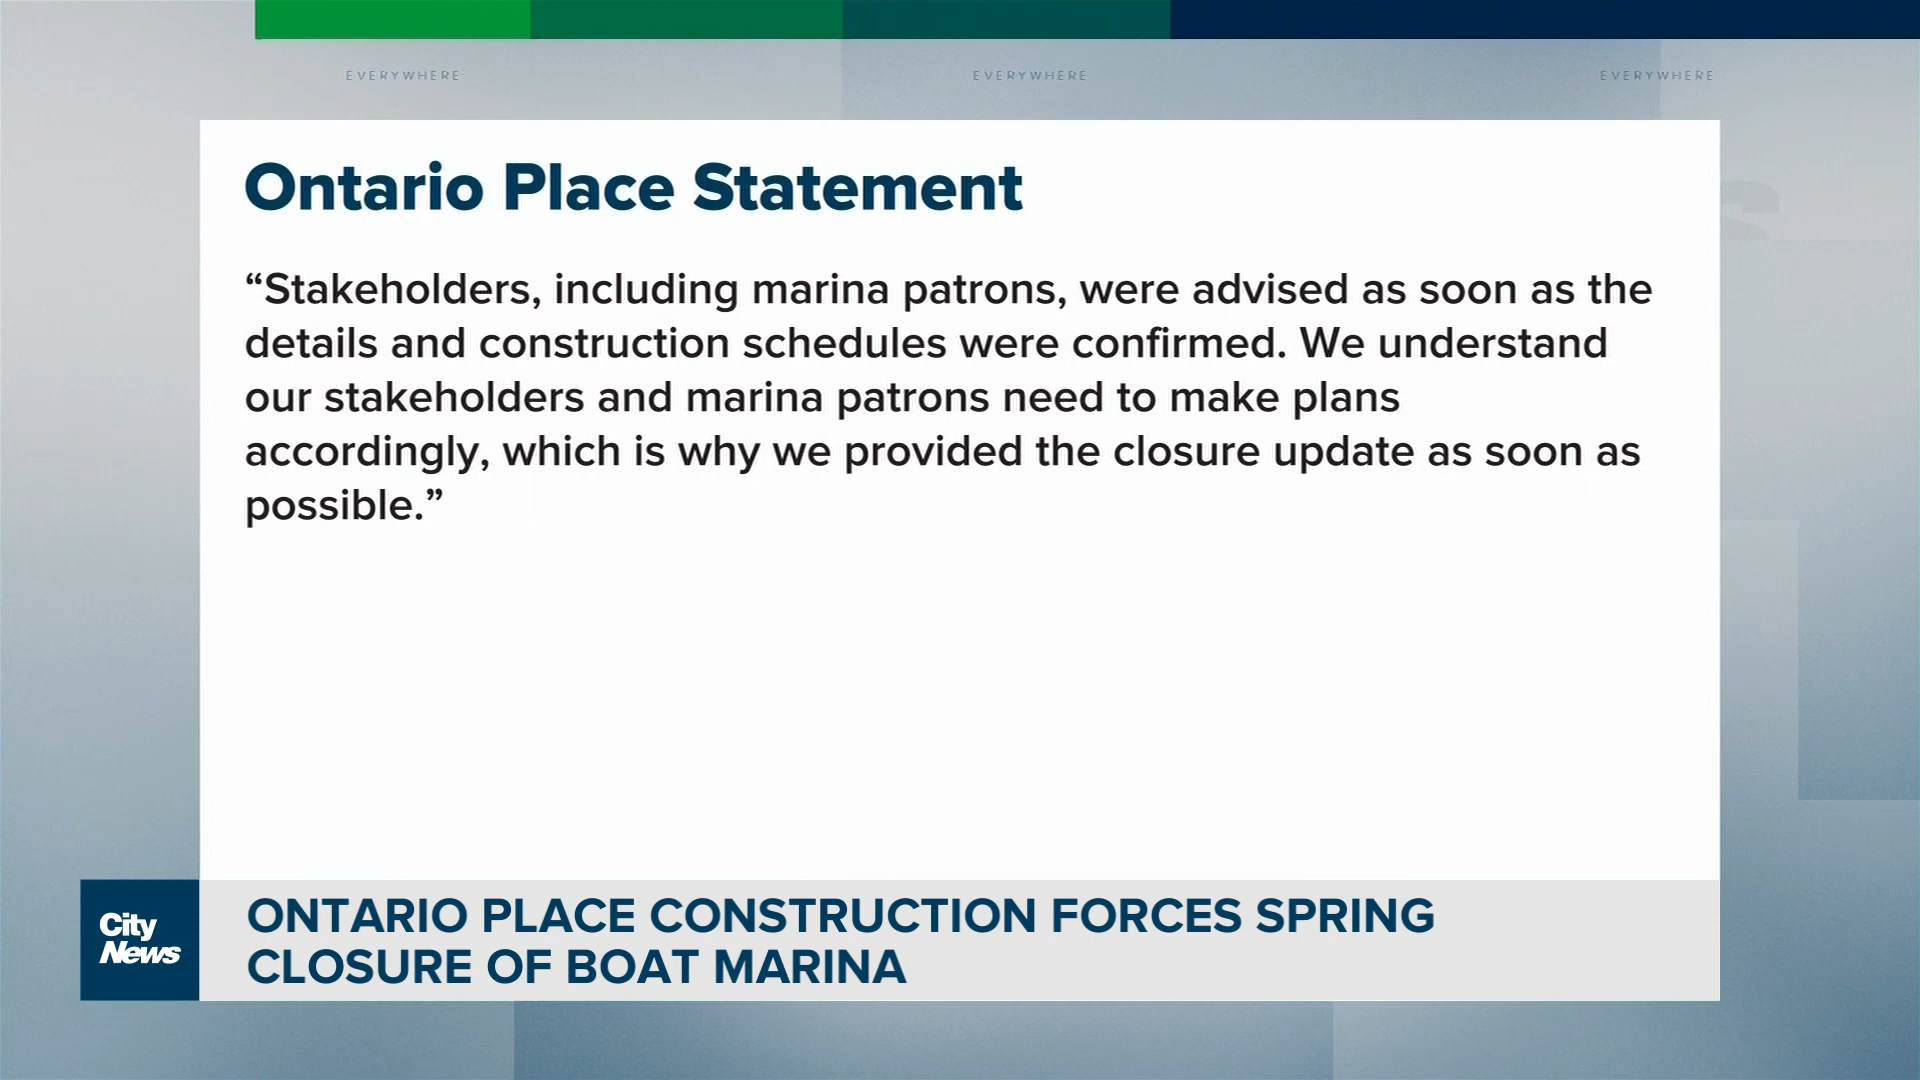 EVERYWHERE EVERYWHERE EVERYWHERE
Ontario Place Statement
“Stakeholders, including marina patrons, were advised as soon as the
details and construction schedules were confirmed. We understand
our stakeholders and marina patrons need to make plans
accordingly, which is why we provided the closure update as soon as
possible.”
City
News
ONTARIO PLACE CONSTRUCTION FORCES SPRING
CLOSURE OF BOAT MARINA